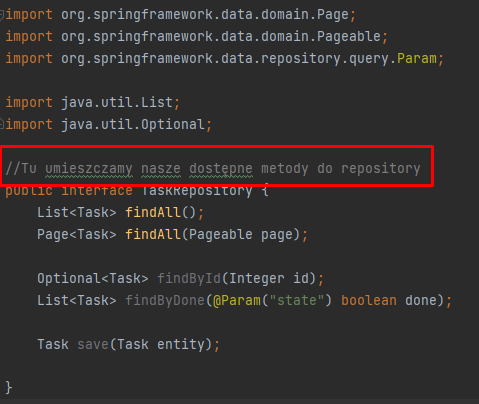 import org.springframework.data.domain.Page;
import org.springframework.data.domain.Pageable;
import org.springframework.data.repository.query.Param;
import java.util.List;
import java.util.Optional;
//Tu umieszczamy nasze dostępne metody do repository
public interface TaskRepository {
List<Task> findAll();
Page<Task> findAll(Pageable page);
Optional<Task> findById(Integer id);
List<Task> findByDone(@Param("state") boolean done);
Task save(Task entity);
}